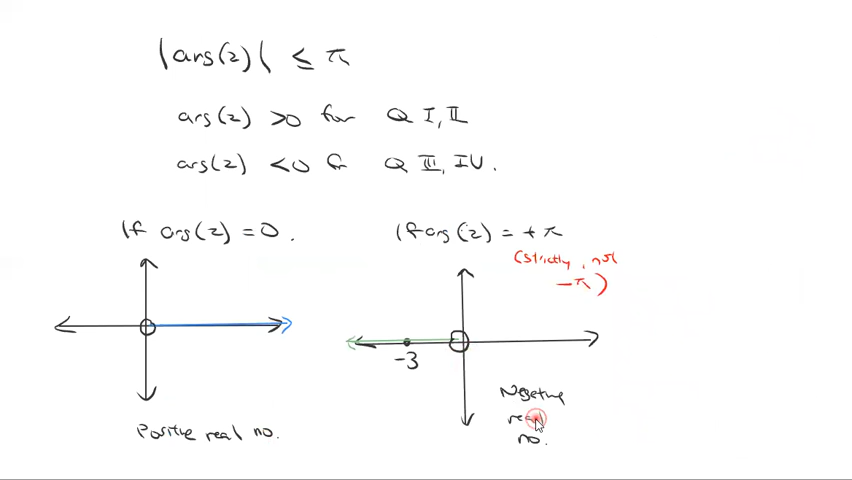 |arg(z)| ≤ π
arg(z) >0 for Q I, II
arg(z) <0 fr Q III, IV.
If arg(z) = 0.
If arg(z) = + π
(strictly, not
-π)
-3
Positive real no.
Negative
real
no.